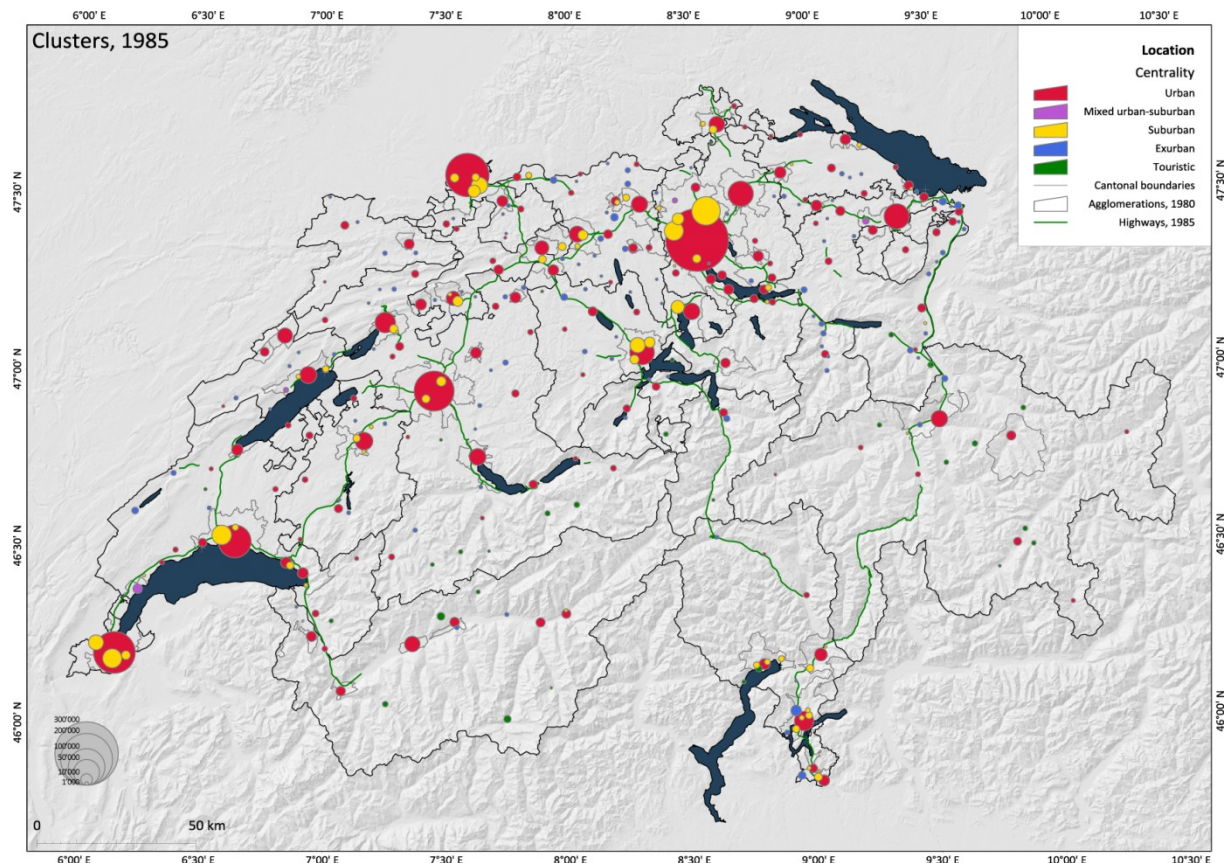 6°00' E 6°30' E 7°00' E 7°30' E 8°00' E 8°30' E 9°00' E 9°30' E 10°00' E 10°30' E
Clusters, 1985
Location
Centrality
Urban
Mixed urban-suburban
Suburban
Exurban
Touristic
Cantonal boundaries
Agglomerations, 1980
Highways, 1985
47°30' N 47°30' N
47°00' N 47°00' N
46°30' N 46°30' N
46°00' N 46°00' N
300'000
200'000
100'000
50'000
10'000
1'000
0 50 km
6°00' E 6°30' E 7°00' E 7°30' E 8°00' E 8°30' E 9°00' E 9°30' E 10°00' E 10°30' E